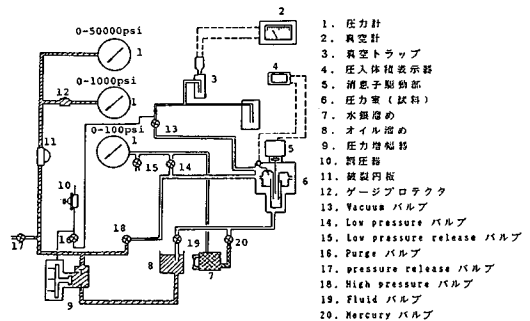 0-50000psi
1
0-1000psi
1
12
0-100psi
1
2
3
4
5
6
7
8
9
10
11
13
14
15
16
17
18
19
20
1. 圧力計
2. 真空計
3. 真空トラップ
4. 圧入体積表示器
5. 消息子駆動部
6. 圧力室（試料）
7. 水銀溜め
8. オイル溜め
9. 圧力増幅器
10. 調圧器
11. 破裂円板
12. ゲージプロテクタ
13. Vacuum バルブ
14. Low pressure バルブ
15. Low pressure release バルブ
16. Purge バルブ
17. pressure release バルブ
18. High pressure バルブ
19. Fluid バルブ
20. Mercury バルブ